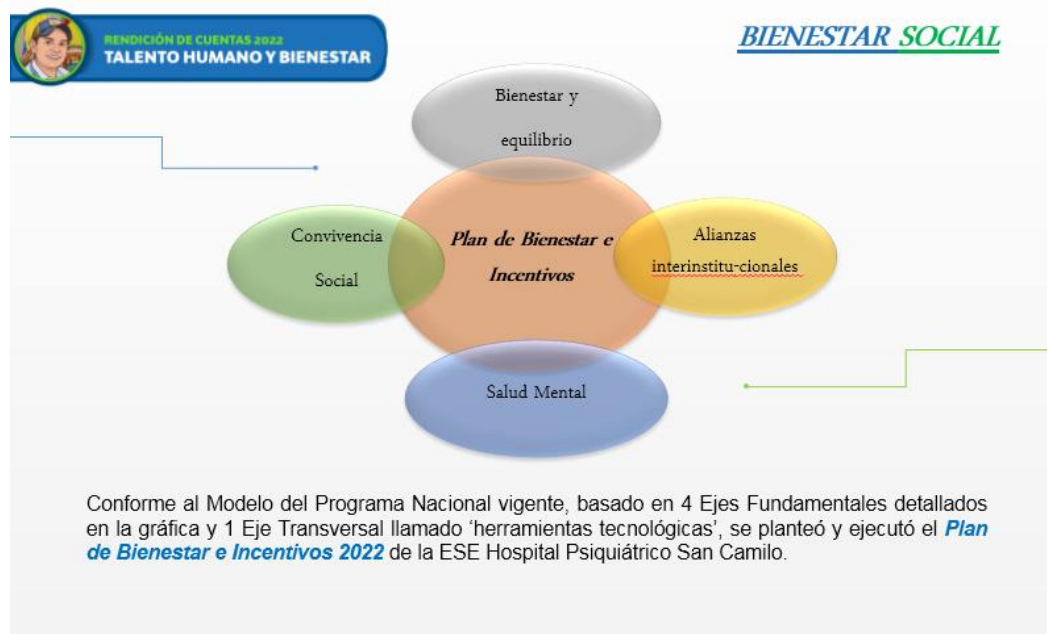 RENDICIÓN DE CUENTAS 2022
TALENTO HUMANO Y BIENESTAR
BIENESTAR SOCIAL
Bienestar y
equilibrio
Convivencia
Social
Plan de Bienestar e
Incentivos
Alianzas
interinstitu-cionales
Salud Mental
Conforme al Modelo del Programa Nacional vigente, basado en 4 Ejes Fundamentales detallados
en la gráfica y 1 Eje Transversal llamado ‘herramientas tecnológicas’, se planteó y ejecutó el Plan
de Bienestar e Incentivos 2022 de la ESE Hospital Psiquiátrico San Camilo.